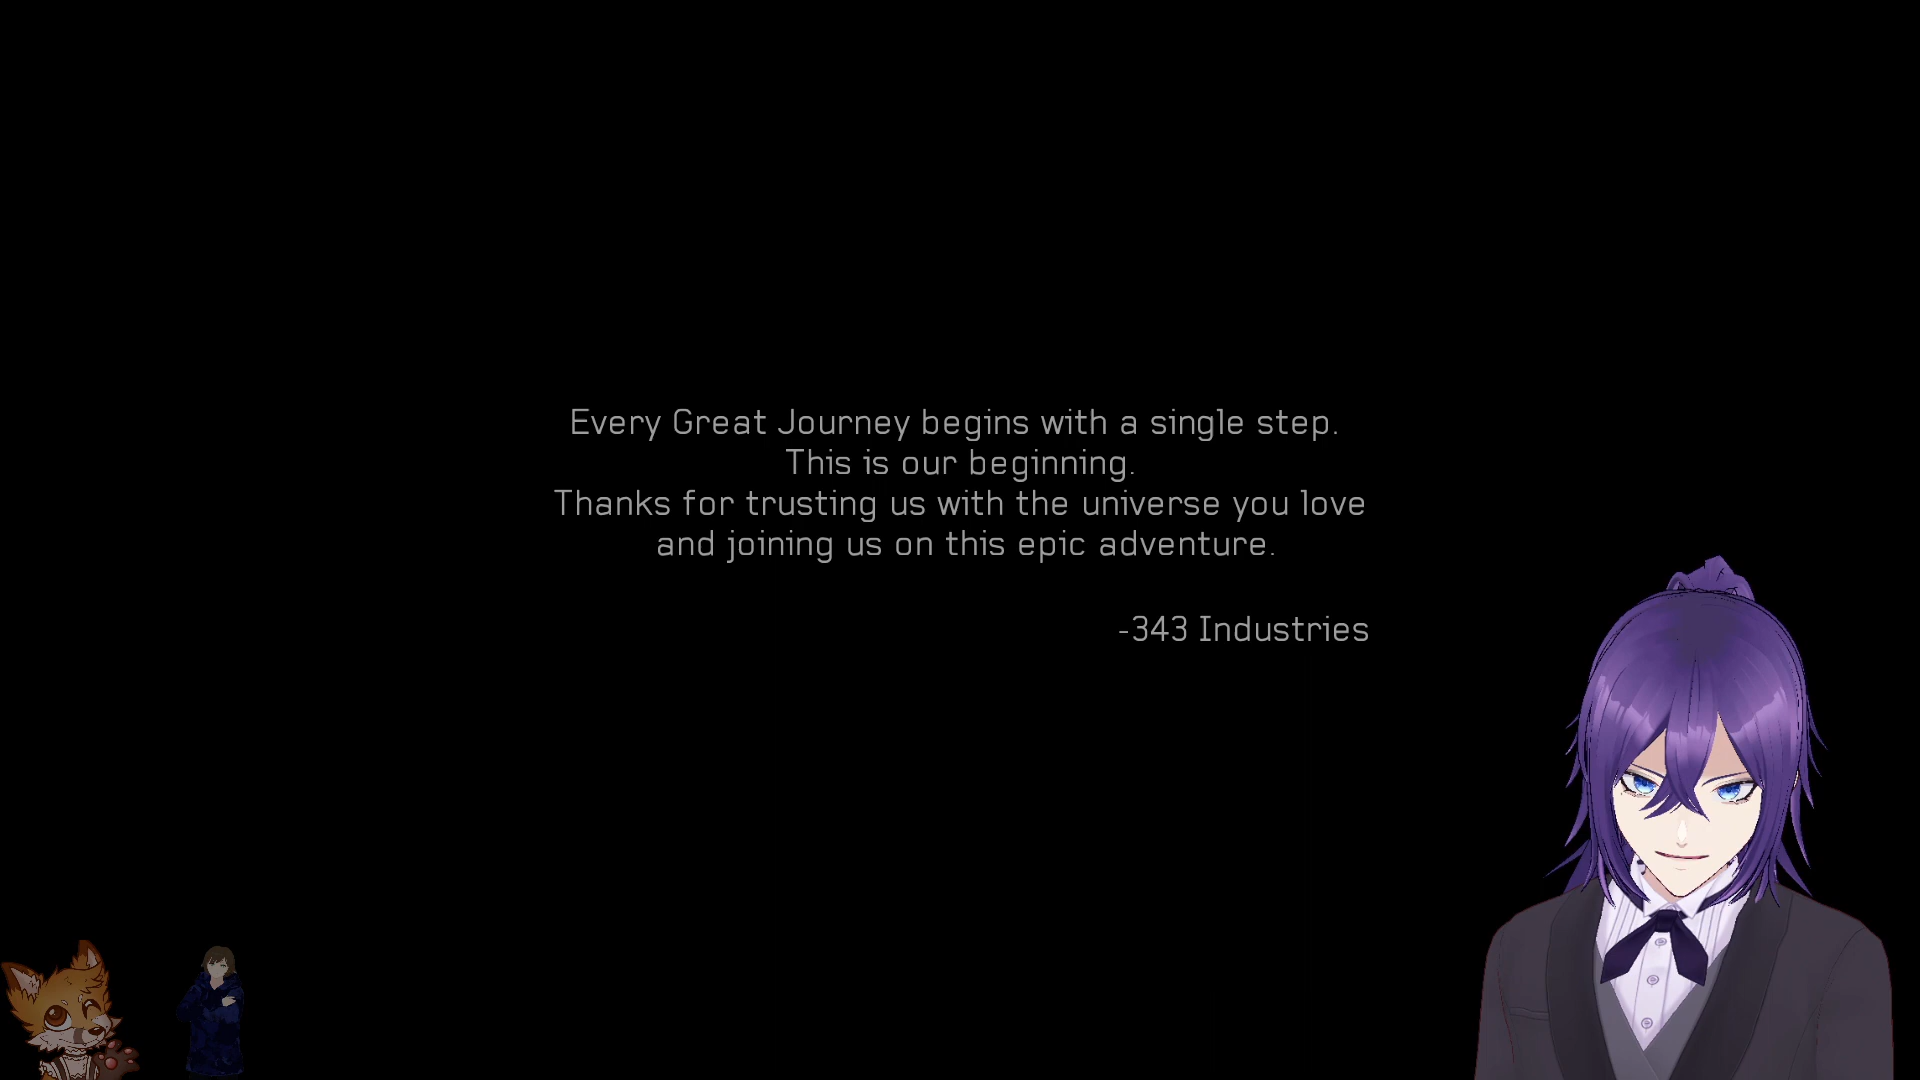 Every Great Journey begins with a single step.
This is our beginning.
Thanks for trusting us with the universe you love
and joining us on this epic adventure.
-343 Industries